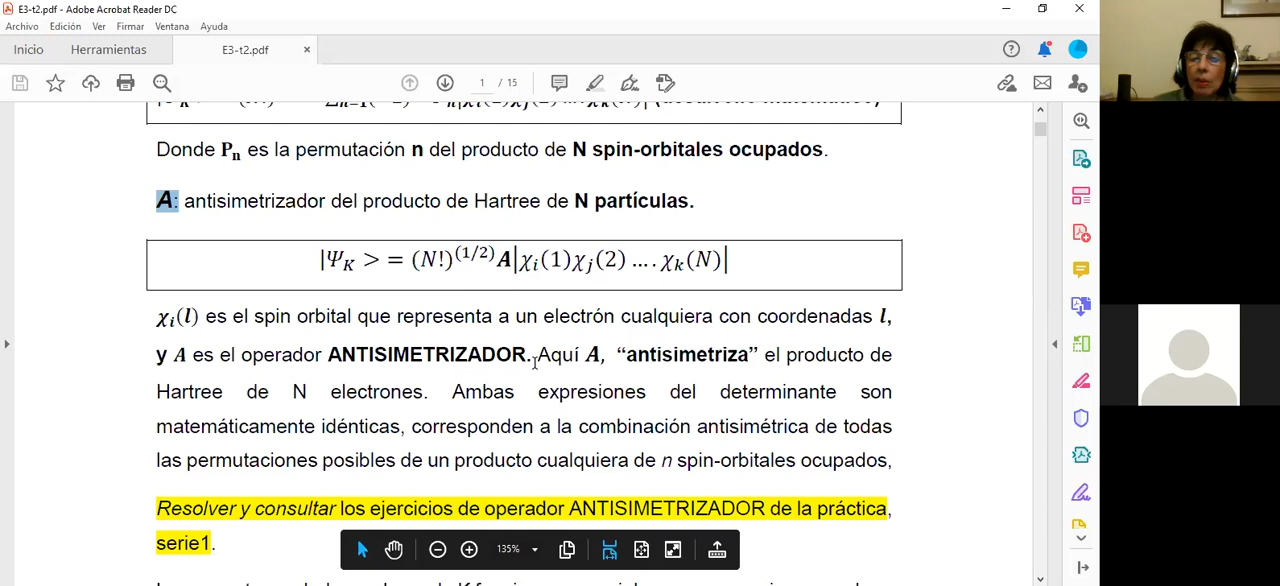 E3-t2.pdf - Adobe Acrobat Reader DC
Archivo Edición Ver Firmar Ventana Ayuda
Inicio Herramientas E3-t2.pdf ×
1 / 15
Donde Pₙ es la permutación n del producto de N spin-orbitales ocupados.
A: antisimetrizador del producto de Hartree de N partículas.
|Ψ_K > = (N!)^(1/2) A|χᵢ(1)χⱼ(2) .... χₖ(N)|
χᵢ(l) es el spin orbital que representa a un electrón cualquiera con coordenadas l,
y A es el operador ANTISIMETRIZADOR. Aquí A, “antisimetriza” el producto de
Hartree de N electrones. Ambas expresiones del determinante son
matemáticamente idénticas, corresponden a la combinación antisimétrica de todas
las permutaciones posibles de un producto cualquiera de n spin-orbitales ocupados,
Resolver y consultar los ejercicios de operador ANTISIMETRIZADOR de la práctica,
serie1.
135%